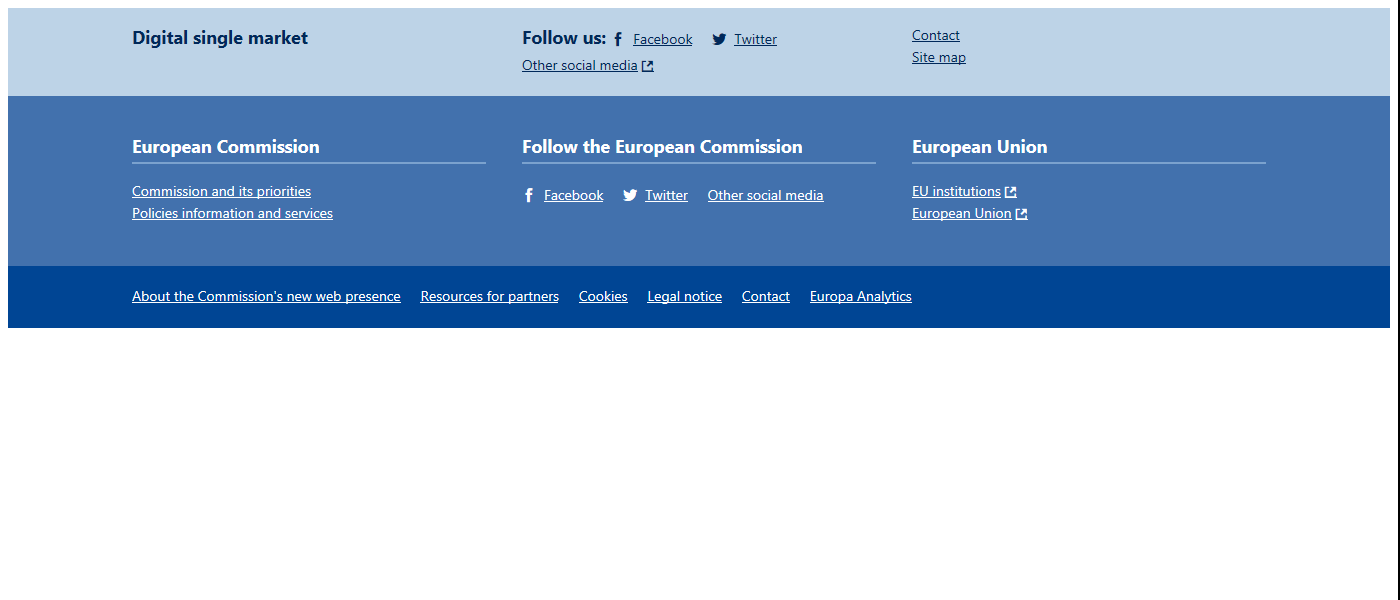 Digital single market
Follow us: Facebook Twitter
Other social media
Contact
Site map
European Commission
Commission and its priorities
Policies information and services
Follow the European Commission
Facebook Twitter Other social media
European Union
EU institutions
European Union
About the Commission's new web presence Resources for partners Cookies Legal notice Contact Europa Analytics